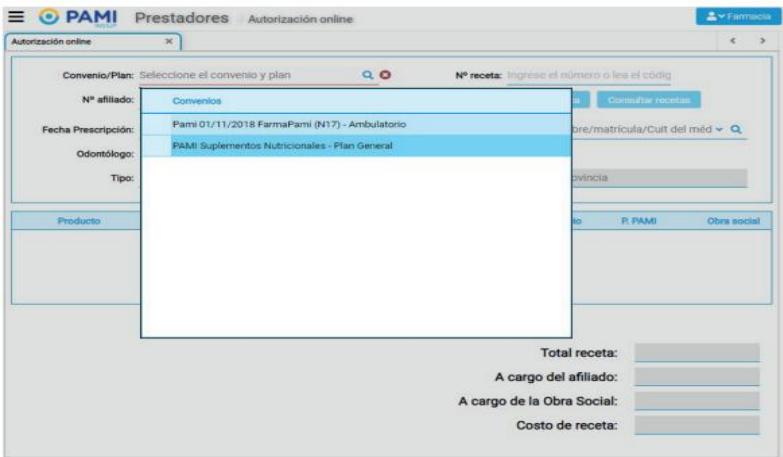 PAMI Prestadores Autorización online Farmacia
Autorización online
Convenio/Plan: Seleccione el convenio y plan Nº receta: Ingrese el número o lea el códig
Nº afiliado: Convenios Consultar recetas
Pami 01/11/2018 FarmaPami (N17) - Ambulatorio
Fecha Prescripción: bre/matrícula/Cuit del méd
PAMI Suplementos Nutricionales - Plan General
Odontólogo:
Tipo: ovincia
Producto io P. PAMI Obra social
Total receta:
A cargo del afiliado:
A cargo de la Obra Social:
Costo de receta: